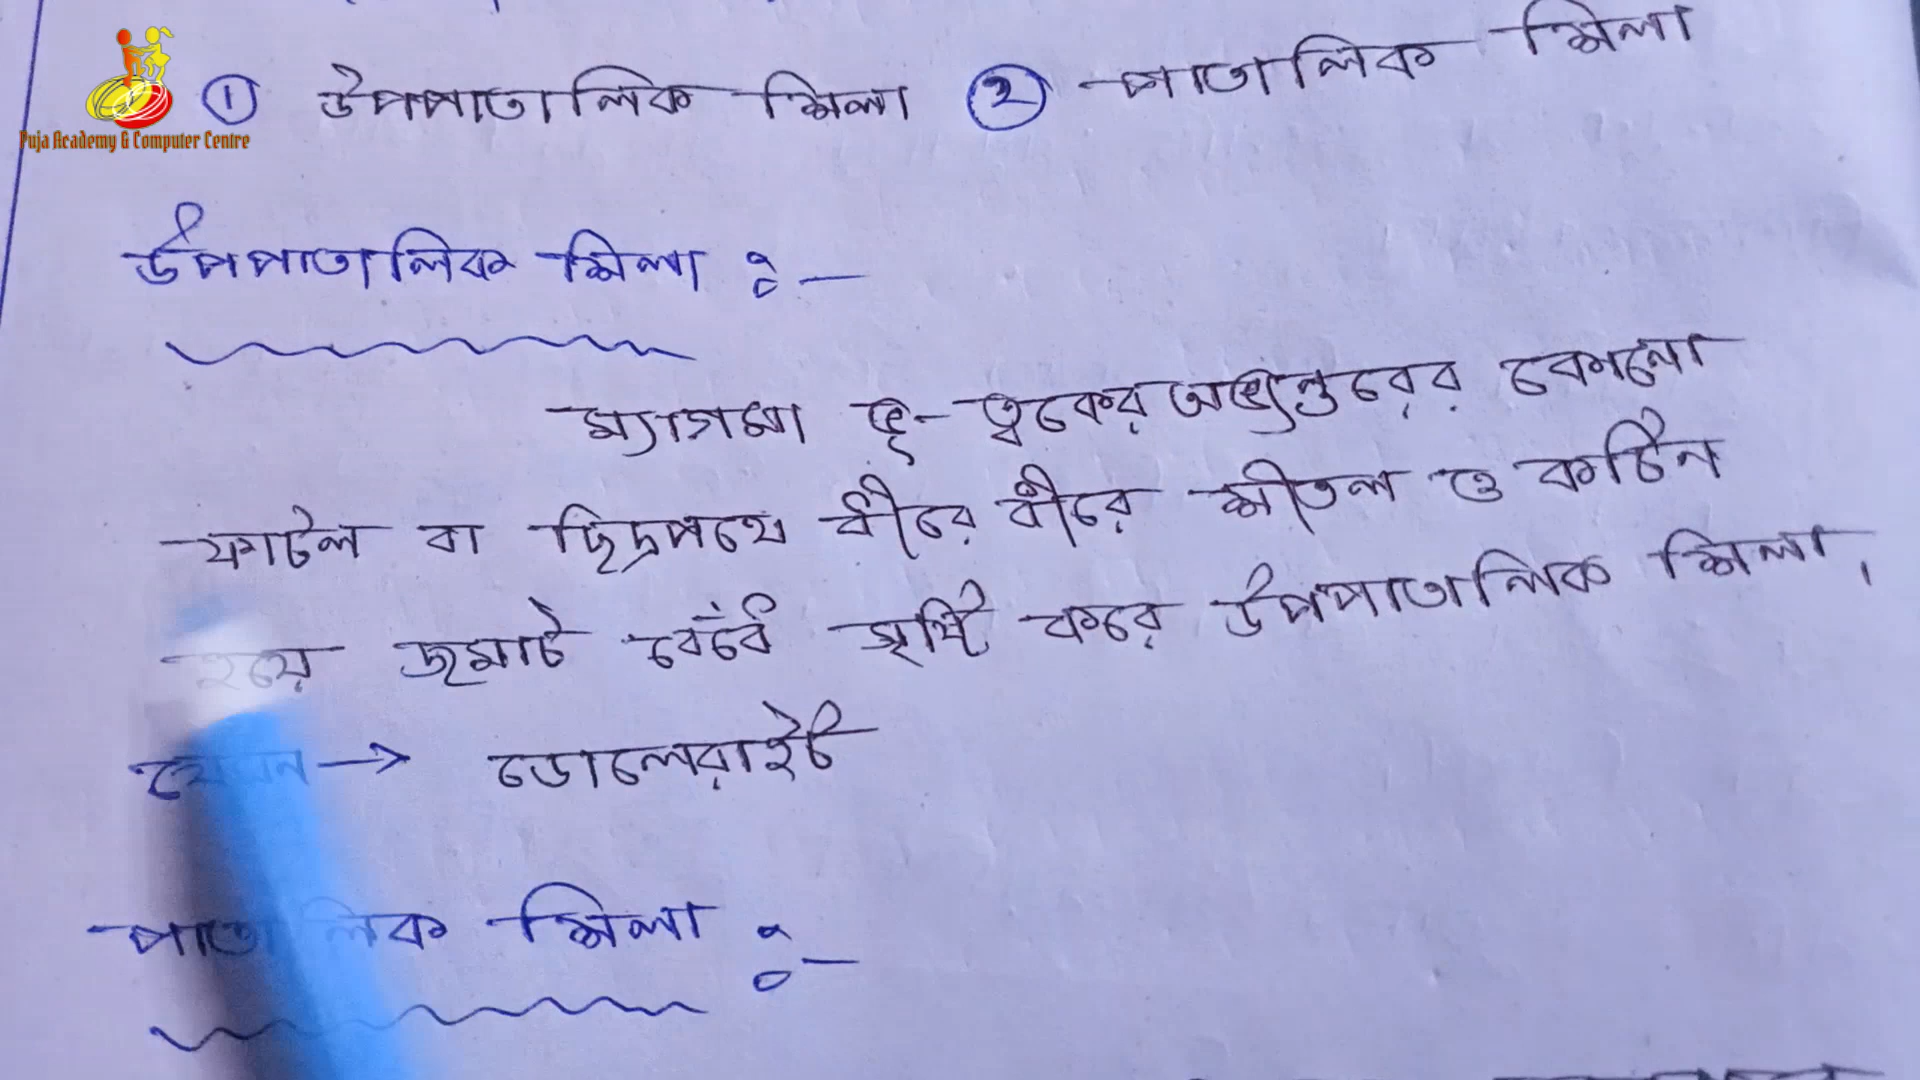 Puja Academy & Computer Centre
① উপপাতালিক শিলা ② পাতালিক শিলা
উপপাতালিক শিলা :-
ম্যাগমা ভূ-ত্বকের অভ্যন্তরের কোনো
ফাটল বা ছিদ্রপথে ধীরে ধীরে শীতল ও কঠিন
হয়ে জমাট বেঁধে সৃষ্টি করে উপপাতালিক শিলা,
যেমন → ডোলেরাইট
পাতালিক শিলা :-